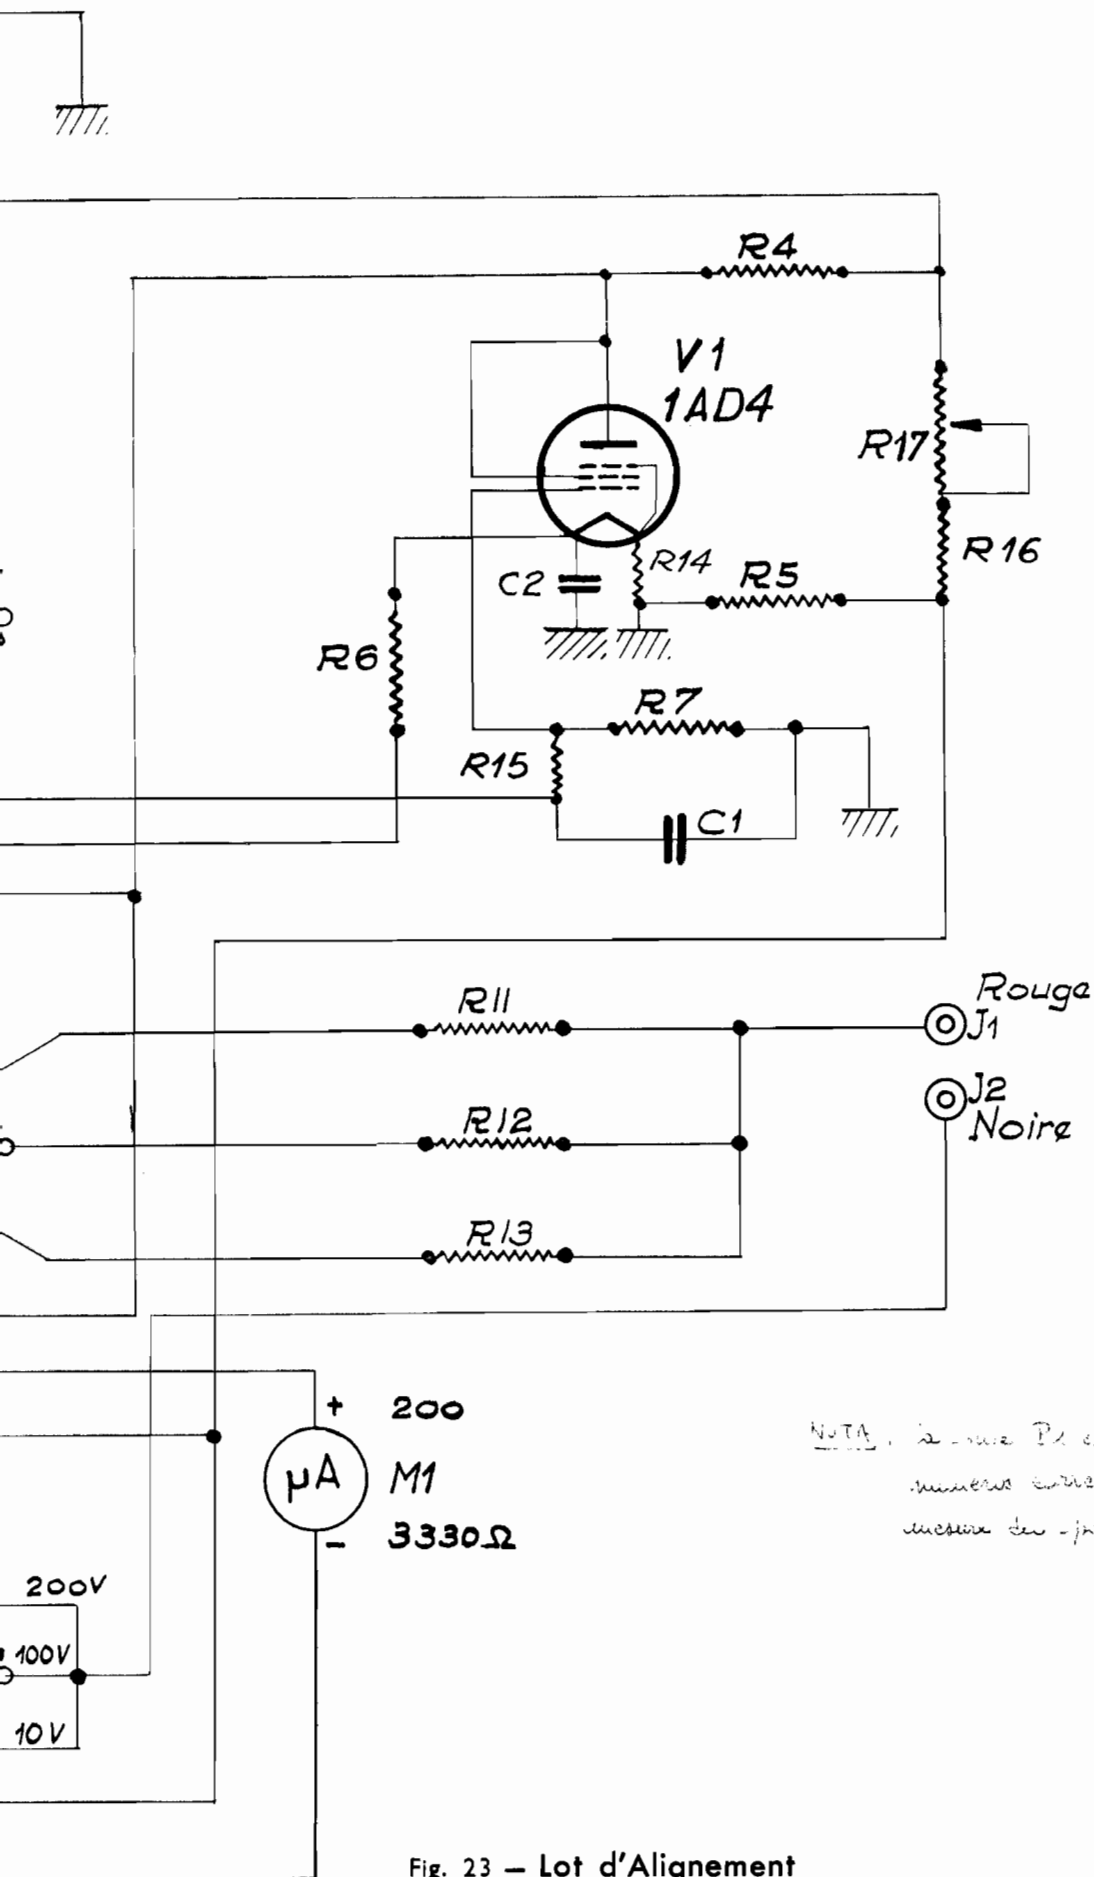 R4
V1
1AD4
R17
R16
R14
C2
R5
R6
R7
R15
C1
Rouge
R11
J1
J2
R12
Noire
R13
+ 200
µA M1
- 3330Ω
NOTA
200V
100V
10V
Fig. 23 — Lot d'Alignement